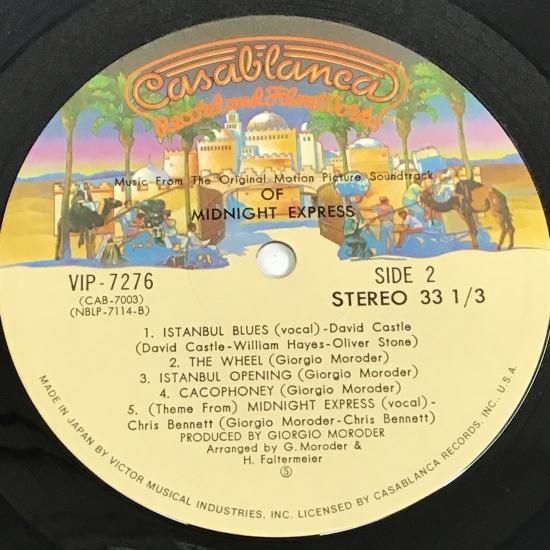 Casablanca
Record and FilmWorks
Music From The Original Motion Picture Soundtrack
OF
MIDNIGHT EXPRESS
VIP-7276
(CAB-7003)
(NBLP-7114-B)
SIDE 2
STEREO 33 1/3
1. ISTANBUL BLUES (vocal)-David Castle
(David Castle-William Hayes-Oliver Stone)
2. THE WHEEL (Giorgio Moroder)
3. ISTANBUL OPENING (Giorgio Moroder)
4. CACOPHONEY (Giorgio Moroder)
5. (Theme From) MIDNIGHT EXPRESS (vocal)-
Chris Bennett (Giorgio Moroder-Chris Bennett)
PRODUCED BY GIORGIO MORODER
Arranged by G. Moroder &
H. Faltermeier
Ⓢ
MADE IN JAPAN BY VICTOR MUSICAL INDUSTRIES, INC. LICENSED BY CASABLANCA RECORDS, INC., U.S.A.